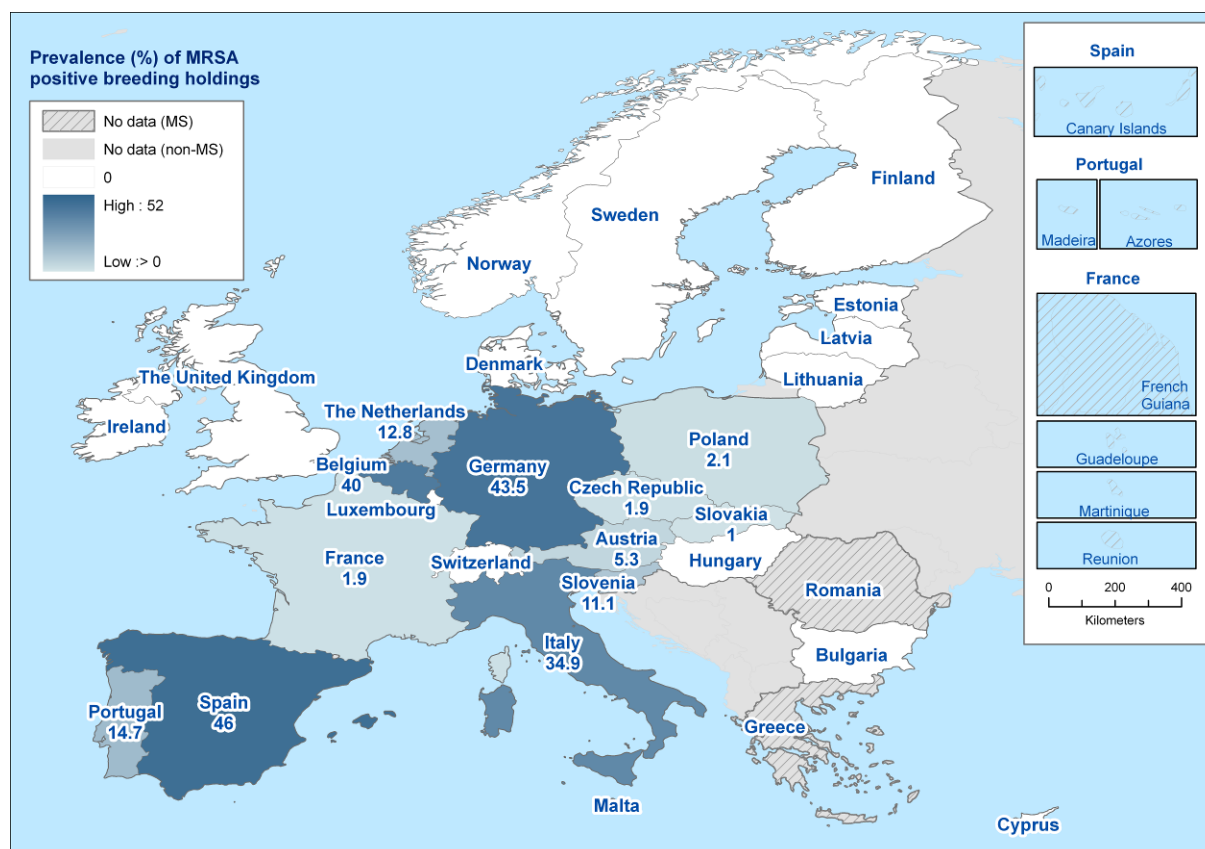 Prevalence (%) of MRSA
positive breeding holdings
No data (MS)
No data (non-MS)
0
High : 52
Low :> 0
Norway
Sweden
Finland
Estonia
Latvia
Lithuania
Denmark
The United Kingdom
Ireland
The Netherlands
12.8
Belgium
40
Luxembourg
Germany
43.5
Poland
2.1
Czech Republic
1.9
Slovakia
1
Austria
5.3
Hungary
Switzerland
Slovenia
11.1
France
1.9
Romania
Bulgaria
Italy
34.9
Portugal
14.7
Spain
46
Greece
Malta
Cyprus
Spain
Canary Islands
Portugal
Madeira
Azores
France
French
Guiana
Guadeloupe
Martinique
Reunion
0 200 400
Kilometers